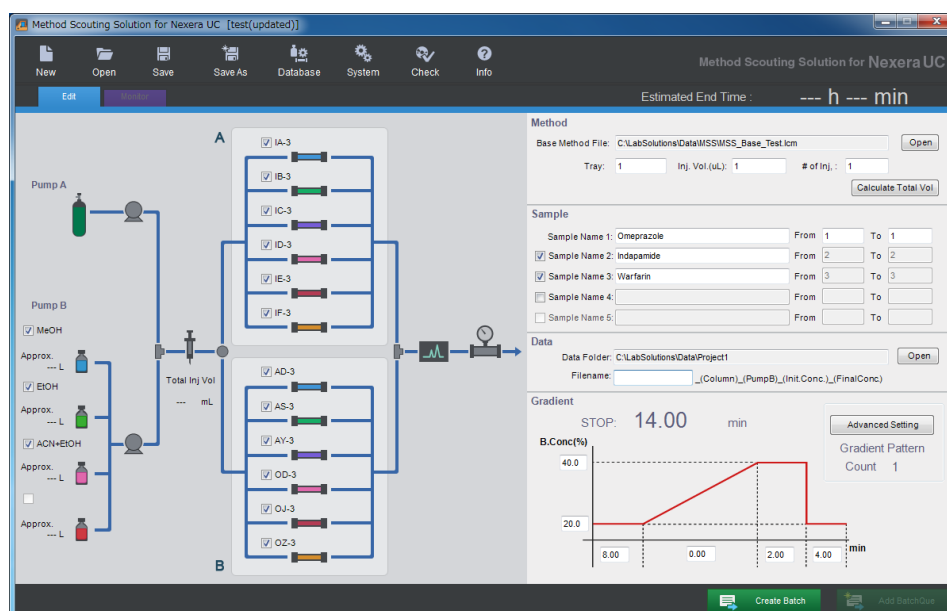 Method Scouting Solution for Nexera UC [test(updated)]
New Open Save Save As Database System Check Info
Method Scouting Solution for Nexera UC
Edit Monitor
Estimated End Time : --- h --- min
Pump A
Pump B
MeOH
Approx.
--- L
EtOH
Approx.
--- L
ACN+EtOH
Approx.
--- L
Approx.
--- L
Total Inj Vol
--- mL
A
IA-3
IB-3
IC-3
ID-3
IE-3
IF-3
AD-3
AS-3
AY-3
OD-3
OJ-3
OZ-3
B
Method
Base Method File: C:\LabSolutions\Data\MSS\MSS_Base_Test.lcm Open
Tray: 1 Inj. Vol.(uL): 1 # of Inj, : 1
Calculate Total Vol
Sample
Sample Name 1: Omeprazole From 1 To 1
Sample Name 2: Indapamide From 2 To 2
Sample Name 3: Warfarin From 3 To 3
Sample Name 4: From To
Sample Name 5: From To
Data
Data Folder: C:\LabSolutions\Data\Project1 Open
Filename: _(Column)_(PumpB)_(Init.Conc.)_(FinalConc.)
Gradient
STOP: 14.00 min
Advanced Setting
Gradient Pattern
Count 1
B.Conc(%)
40.0
20.0
8.00 0.00 2.00 4.00 min
Create Batch Add BatchQue